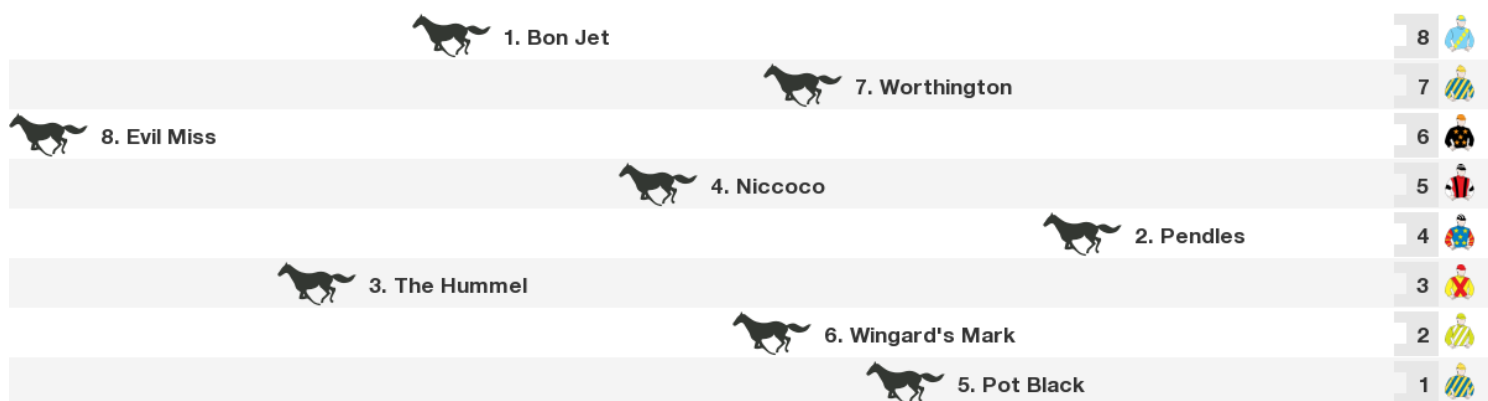 1. Bon Jet 8
7. Worthington 7
8. Evil Miss 6
4. Niccoco 5
2. Pendles 4
3. The Hummel 3
6. Wingard's Mark 2
5. Pot Black 1